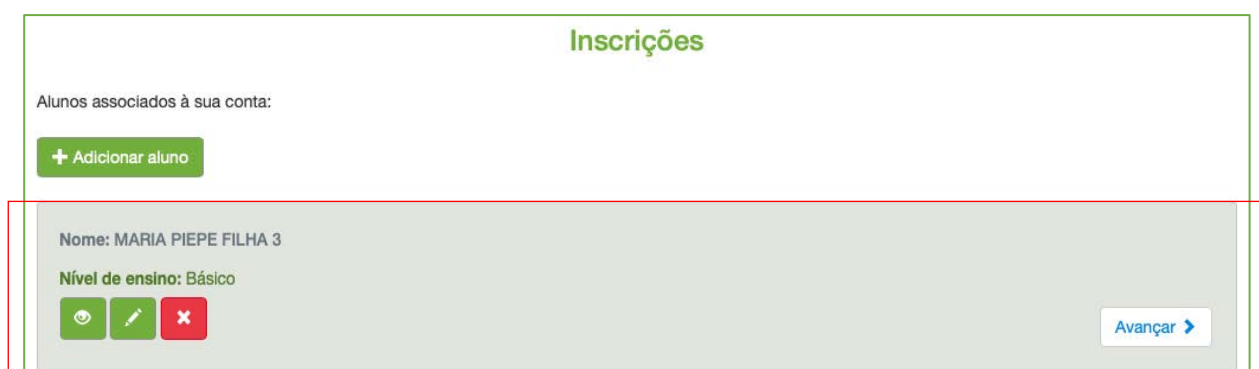 Inscrições
Alunos associados à sua conta:
Adicionar aluno
Nome: MARIA PIEPE FILHA 3
Nível de ensino: Básico
Avançar